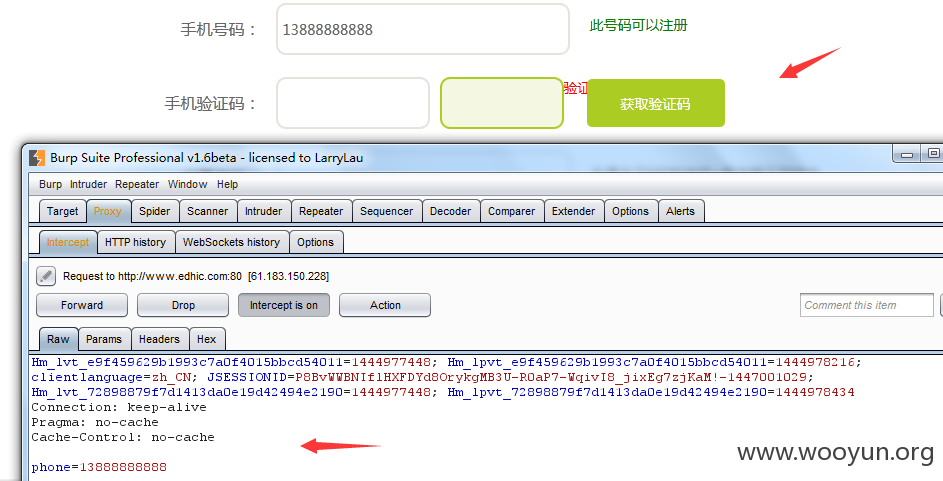 手机号码： 13888888888 此号码可以注册
手机验证码： 验证 获取验证码
Burp Suite Professional v1.6beta - licensed to LarryLau
Burp Intruder Repeater Window Help
Target Proxy Spider Scanner Intruder Repeater Sequencer Decoder Comparer Extender Options Alerts
Intercept HTTP history WebSockets history Options
Request to http://www.edhic.com:80 [61.183.150.228]
Forward Drop Intercept is on Action Comment this item
Raw Params Headers Hex
Hm_lvt_e9f459629b1993c7a0f4015bbcd54011=1444977448; Hm_lpvt_e9f459629b1993c7a0f4015bbcd54011=1444978216;
clientlanguage=zh_CN; JSESSIONID=P8BvWWBNIflHXFDYd8OrykgMB3U-ROaP7-WqivI8_jixEg7zjKaM!-1447001029;
Hm_lvt_72898879f7d1413da0e19d42494e2190=1444977448; Hm_lpvt_72898879f7d1413da0e19d42494e2190=1444978434
Connection: keep-alive
Pragma: no-cache
Cache-Control: no-cache
phone=13888888888
www.wooyun.org